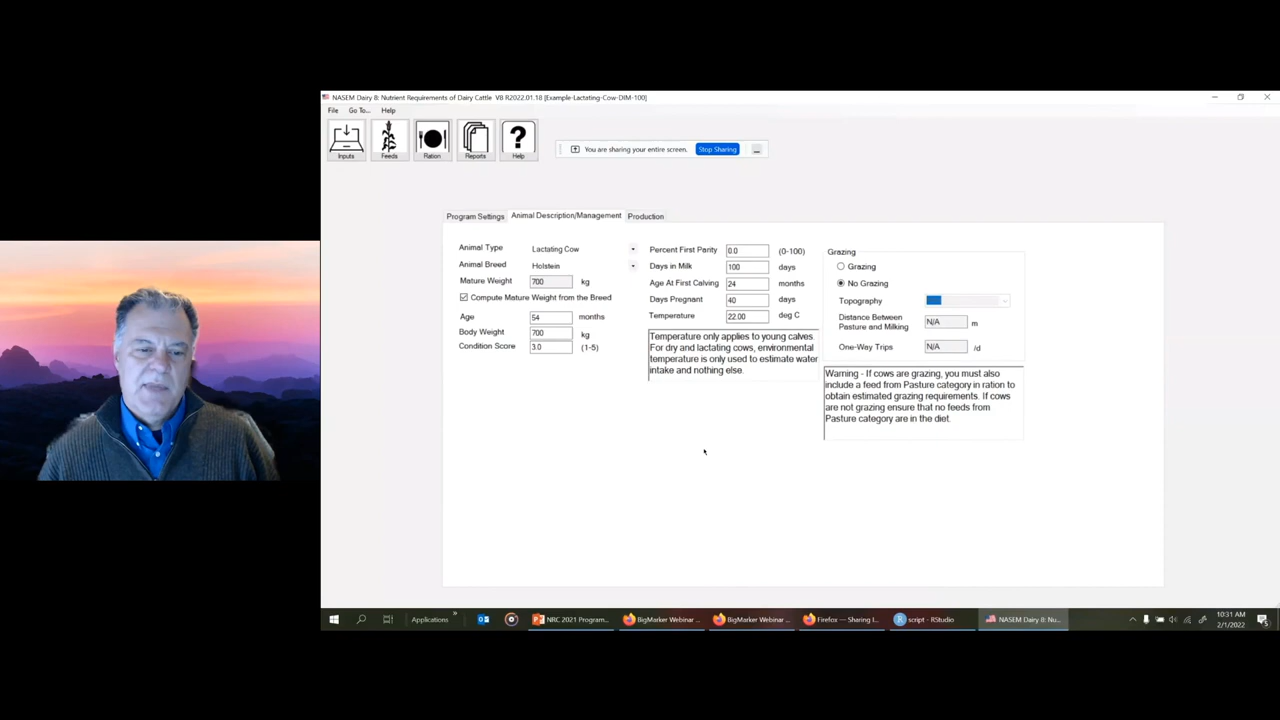 NASEM Dairy 8: Nutrient Requirements of Dairy Cattle V8 R2022.01.18 [Example-Lactating-Cow-DIM-100]
File Go To... Help
Inputs Feeds Ration Reports ? Help
You are sharing your entire screen. Stop Sharing
Program Settings Animal Description/Management Production
Animal Type Lactating Cow
Animal Breed Holstein
Mature Weight 700 kg
Compute Mature Weight from the Breed
Age 54 months
Body Weight 700 kg
Condition Score 3.0 (1-5)
Percent First Parity 0.0 (0-100)
Days in Milk 100 days
Age At First Calving 24 months
Days Pregnant 40 days
Temperature 22.00 deg C
Temperature only applies to young calves.
For dry and lactating cows, environmental
temperature is only used to estimate water
intake and nothing else.
Grazing
Grazing
No Grazing
Topography
Distance Between
Pasture and Milking N/A m
One-Way Trips N/A /d
Warning - If cows are grazing, you must also
include a feed from Pasture category in ration to
obtain estimated grazing requirements. If cows
are not grazing ensure that no feeds from
Pasture category are in the diet.
Applications » NRC 2021 Program... BigMarker Webinar ... BigMarker Webinar ... Firefox — Sharing I... script - RStudio NASEM Dairy 8: Nu... 10:31 AM
2/1/2022